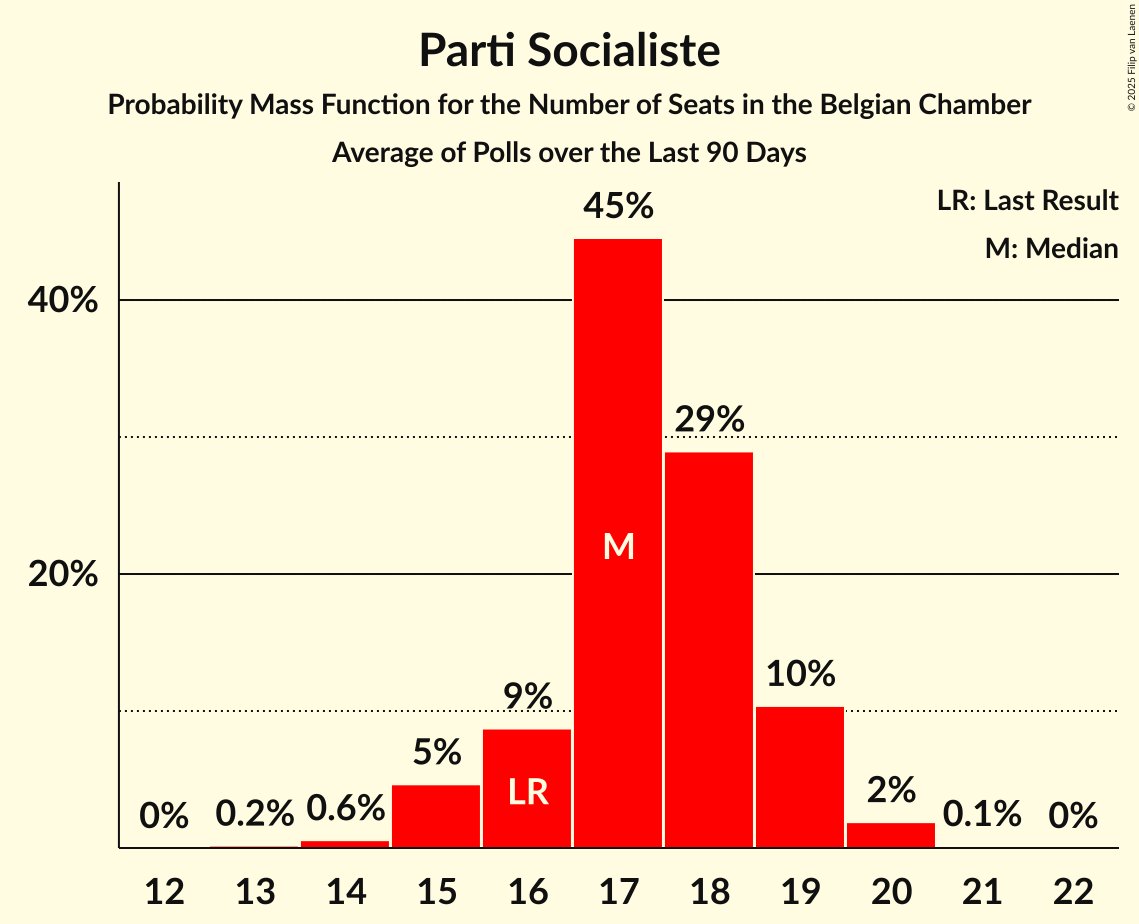 Parti Socialiste
Probability Mass Function for the Number of Seats in the Belgian Chamber
Average of Polls over the Last 90 Days
© 2025 Filip van Laenen
LR: Last Result
M: Median
40%
20%
0%
0.2%
0.6%
5%
9%
45%
29%
10%
2%
0.1%
0%
LR
M
12 13 14 15 16 17 18 19 20 21 22